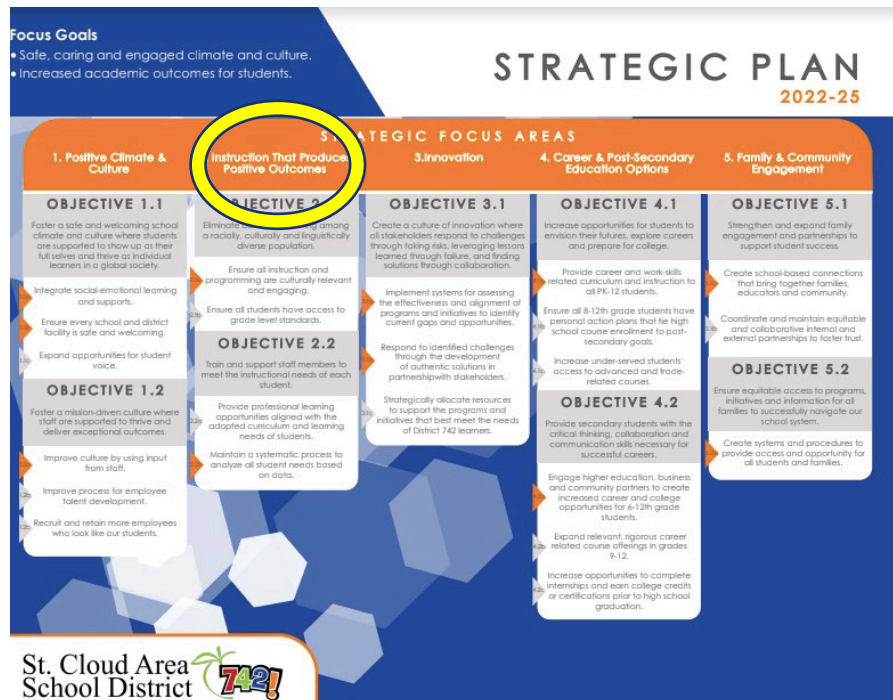 Focus Goals
• Safe, caring and engaged climate and culture.
• Increased academic outcomes for students.
STRATEGIC PLAN
2022-25
STRATEGIC FOCUS AREAS
1. Positive Climate &
Culture
OBJECTIVE 1.1
Foster a safe and welcoming school
climate and culture where students
are supported to show up as their
full selves and thrive as individual
learners in a global society.
Integrate social-emotional learning
and supports.
Ensure every school and district
facility is safe and welcoming.
Expand opportunities for student
voice.
OBJECTIVE 1.2
Foster a mission-driven culture where
staff are supported to thrive and
deliver exceptional outcomes.
Improve culture by using input
from staff.
Improve process for employee
talent development.
Recruit and retain more employees
who look like our students.
Instruction That Produces
Positive Outcomes
OBJECTIVE 2
Eliminate
among
a racially, culturally and linguistically
diverse population.
Ensure all instruction and
programming are culturally relevant
and engaging.
Ensure all students have access to
grade level standards.
OBJECTIVE 2.2
Train and support staff members to
meet the instructional needs of each
student.
Provide professional learning
opportunities aligned with the
adopted curriculum and learning
needs of students.
Maintain a systematic process to
analyze all student needs based
on data.
3.Innovation
OBJECTIVE 3.1
Create a culture of innovation where
all stakeholders respond to challenges
through taking risks, leveraging lessons
learned through failure, and finding
solutions through collaboration.
Implement systems for assessing
the effectiveness and alignment of
programs and initiatives to identify
current gaps and opportunities.
Respond to identified challenges
through the development
of authentic solutions in
partnershipwith stakeholders.
Strategically allocate resources
to support the programs and
initiatives that best meet the needs
of District 742 learners.
4. Career & Post-Secondary
Education Options
OBJECTIVE 4.1
Increase opportunities for students to
envision their futures, explore careers
and prepare for college.
Provide career and work-skills
related curriculum and instruction to
all PK-12 students.
Ensure all 8-12th grade students have
personal action plans that tie high
school course enrollment to post-
secondary goals.
Increase under-served students'
access to advanced and trade-
related courses.
OBJECTIVE 4.2
Provide secondary students with the
critical thinking, collaboration and
communication skills necessary for
successful careers.
Engage higher education, business
and community partners to create
increased career and college
opportunities for 6-12th grade
students.
Expand relevant, rigorous career
related course offerings in grades
9-12.
Increase opportunities to complete
internships and earn college credits
or certifications prior to high school
graduation.
5. Family & Community
Engagement
OBJECTIVE 5.1
Strengthen and expand family
engagement and partnerships to
support student success.
Create school-based connections
that bring together families,
educators and community.
Coordinate and maintain equitable
and collaborative internal and
external partnerships to foster trust.
OBJECTIVE 5.2
Ensure equitable access to programs,
initiatives and information for all
families to successfully navigate our
school system.
Create systems and procedures to
provide access and opportunity for
all students and families.
St. Cloud Area
School District
742!